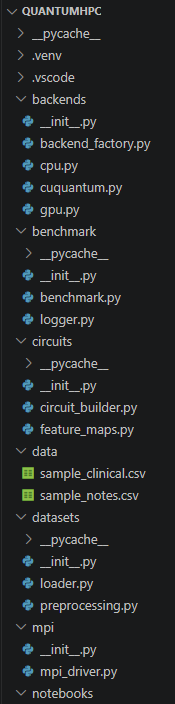 QUANTUMHPC
__pycache__
.venv
.vscode
backends
__init__.py
backend_factory.py
cpu.py
cuquantum.py
gpu.py
benchmark
__pycache__
__init__.py
benchmark.py
logger.py
circuits
__pycache__
__init__.py
circuit_builder.py
feature_maps.py
data
sample_clinical.csv
sample_notes.csv
datasets
__pycache__
__init__.py
loader.py
preprocessing.py
mpi
__init__.py
mpi_driver.py
notebooks